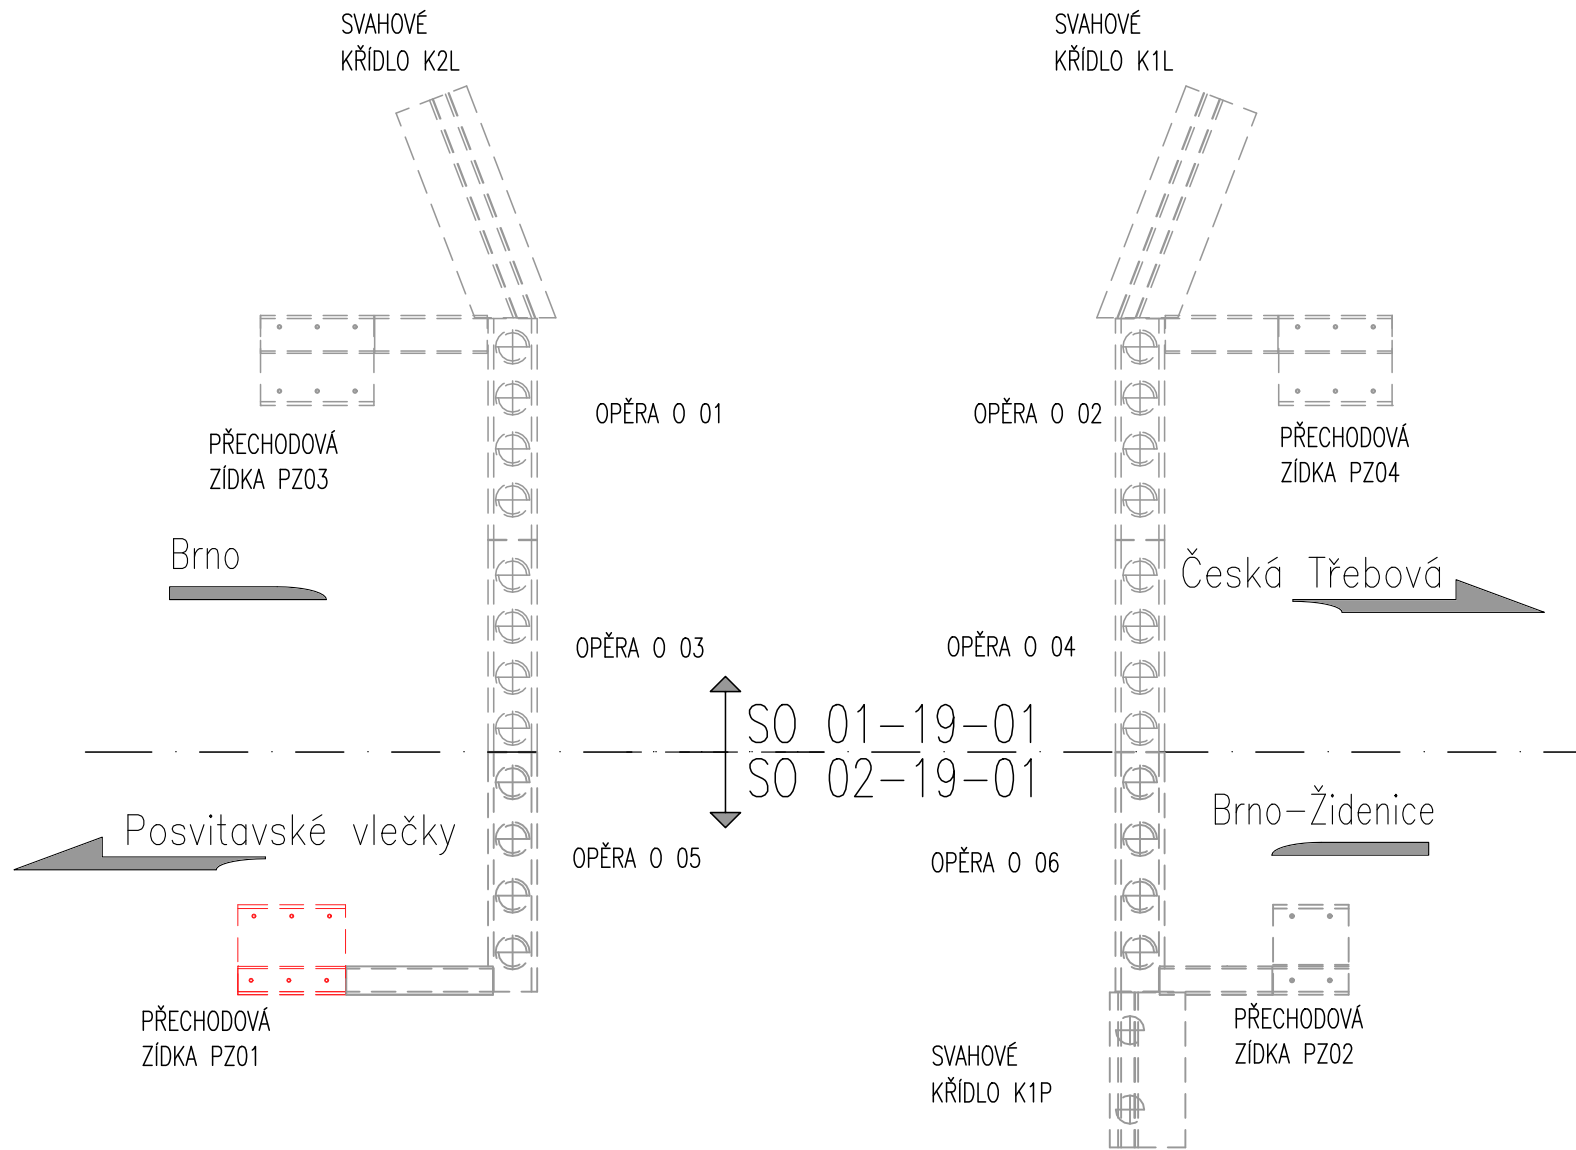 SVAHOVÉ
KŘÍDLO K2L
SVAHOVÉ
KŘÍDLO K1L
OPĚRA O 01
OPĚRA O 02
PŘECHODOVÁ
ZÍDKA PZ03
PŘECHODOVÁ
ZÍDKA PZ04
Brno
Česká Třebová
OPĚRA O 03
OPĚRA O 04
SO 01-19-01
SO 02-19-01
Posvitavské vlečky
Brno-Židenice
OPĚRA O 05
OPĚRA O 06
PŘECHODOVÁ
ZÍDKA PZ01
PŘECHODOVÁ
ZÍDKA PZ02
SVAHOVÉ
KŘÍDLO K1P